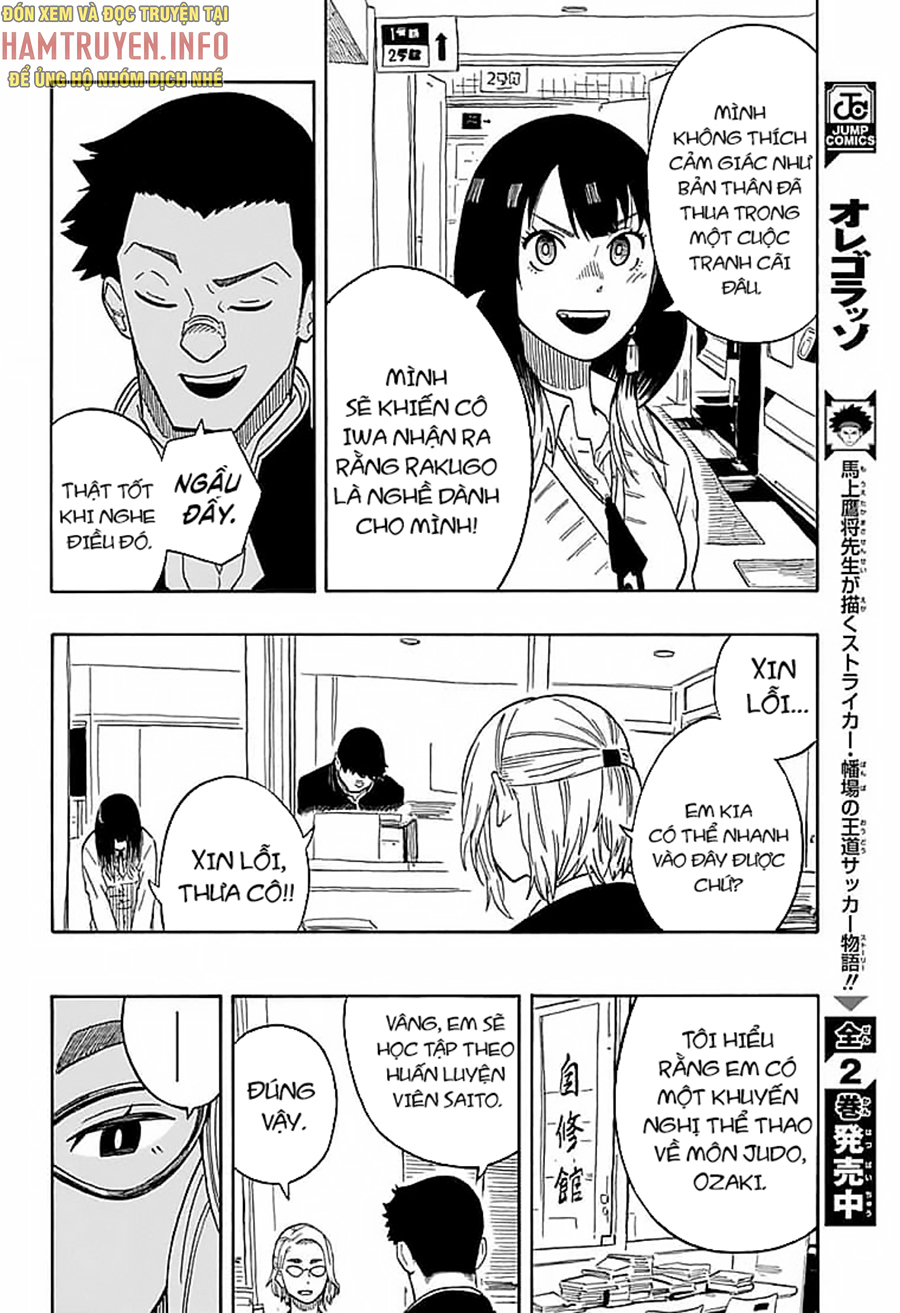 ĐÓN XEM VÀ ĐỌC TRUYỆN TẠI
HAMTRUYEN.INFO
ĐỂ ỦNG HỘ NHÓM DỊCH NHÉ
MÌNH
KHÔNG THÍCH
CẢM GIÁC NHƯ
BẢN THÂN ĐÃ
THUA TRONG
MỘT CUỘC
TRANH CÃI
ĐÂU.
MÌNH
SẼ KHIẾN CÔ
IWA NHẬN RA
RẰNG RAKUGO
LÀ NGHỀ DÀNH
CHO MÌNH!
NGẦU
ĐẤY.
THẬT TỐT
KHI NGHE
ĐIỀU ĐÓ.
XIN
LỖI...
EM KIA
CÓ THỂ NHANH
VÀO ĐÂY ĐƯỢC
CHỨ?
XIN LỖI,
THƯA CÔ!!
TÔI HIỂU
RẰNG EM CÓ
MỘT KHUYẾN
NGHỊ THỂ THAO
VỀ MÔN JUDO,
OZAKI.
自修館
VÂNG, EM SẼ
HỌC TẬP THEO
HUẤN LUYỆN
VIÊN SAITO.
ĐÚNG
VẬY.
JUMP
COMICS
オレゴラッソ
馬上鷹将先生が描くストライカー・幡場の王道サッカー物語!!
全2巻発売中